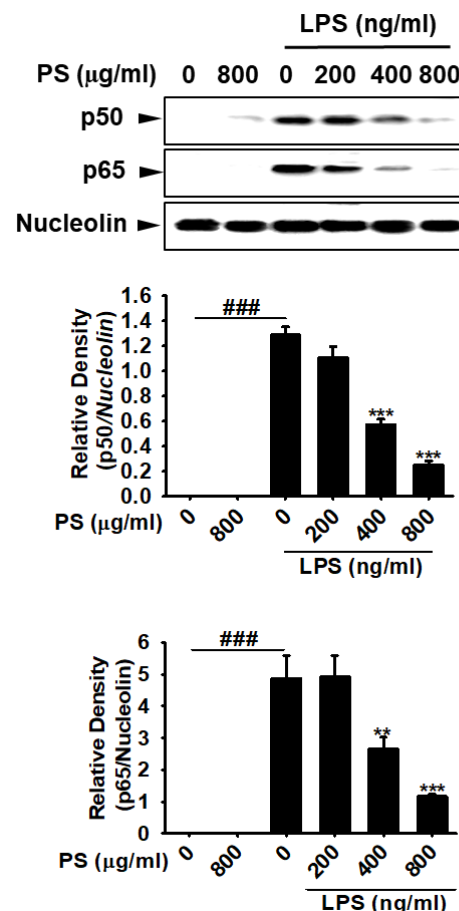 LPS (ng/ml)
PS (μg/ml) 0 800 0 200 400 800
p50
p65
Nucleolin
1.6
1.4
1.2
1.0
0.8
0.6
0.4
0.2
0.0
Relative Density
(p50/Nucleolin)
###
***
***
PS (μg/ml) 0 800 0 200 400 800
LPS (ng/ml)
6
5
4
3
2
1
0
Relative Density
(p65/Nucleolin)
###
**
***
PS (μg/ml) 0 800 0 200 400 800
LPS (ng/ml)